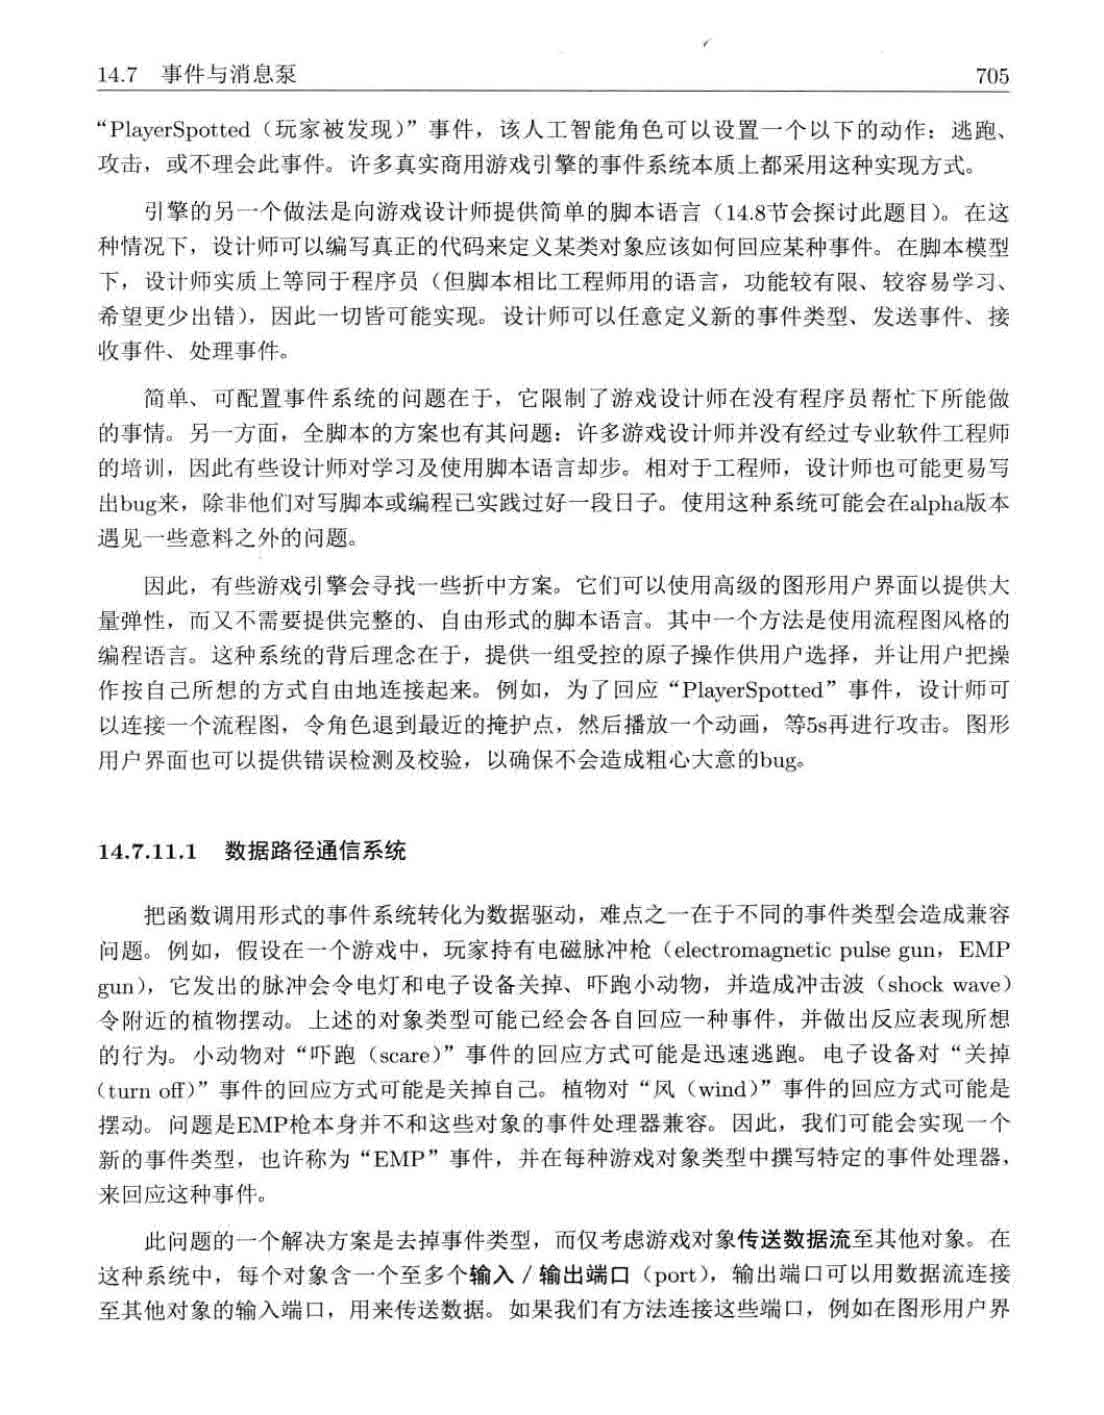 14.7 事件与消息泵 705
“PlayerSpotted（玩家被发现）”事件，该人工智能角色可以设置一个以下的动作：逃跑、
攻击，或不理会此事件。许多真实商用游戏引擎的事件系统本质上都采用这种实现方式。
引擎的另一个做法是向游戏设计师提供简单的脚本语言（14.8节会探讨此题目）。在这
种情况下，设计师可以编写真正的代码来定义某类对象应该如何回应某种事件。在脚本模型
下，设计师实质上等同于程序员（但脚本相比工程师用的语言，功能较有限、较容易学习、
希望更少出错），因此一切皆可能实现。设计师可以任意定义新的事件类型、发送事件、接
收事件、处理事件。
简单、可配置事件系统的问题在于，它限制了游戏设计师在没有程序员帮忙下所能做
的事情。另一方面，全脚本的方案也有其问题：许多游戏设计师并没有经过专业软件工程师
的培训，因此有些设计师对学习及使用脚本语言却步。相对于工程师，设计师也可能更易写
出bug来，除非他们对写脚本或编程已实践过好一段日子。使用这种系统可能会在alpha版本
遇见一些意料之外的问题。
因此，有些游戏引擎会寻找一些折中方案。它们可以使用高级的图形用户界面以提供大
量弹性，而又不需要提供完整的、自由形式的脚本语言。其中一个方法是使用流程图风格的
编程语言。这种系统的背后理念在于，提供一组受控的原子操作供用户选择，并让用户把操
作按自己所想的方式自由地连接起来。例如，为了回应“PlayerSpotted”事件，设计师可
以连接一个流程图，令角色退到最近的掩护点，然后播放一个动画，等5s再进行攻击。图形
用户界面也可以提供错误检测及校验，以确保不会造成粗心大意的bug。
14.7.11.1 数据路径通信系统
把函数调用形式的事件系统转化为数据驱动，难点之一在于不同的事件类型会造成兼容
问题。例如，假设在一个游戏中，玩家持有电磁脉冲枪（electromagnetic pulse gun，EMP
gun），它发出的脉冲会令电灯和电子设备关掉、吓跑小动物，并造成冲击波（shock wave）
令附近的植物摆动。上述的对象类型可能已经会各自回应一种事件，并做出反应表现所想
的行为。小动物对“吓跑（scare）”事件的回应方式可能是迅速逃跑。电子设备对“关掉
（turn off）”事件的回应方式可能是关掉自己。植物对“风（wind）”事件的回应方式可能是
摆动。问题是EMP枪本身并不和这些对象的事件处理器兼容。因此，我们可能会实现一个
新的事件类型，也许称为“EMP”事件，并在每种游戏对象类型中撰写特定的事件处理器，
来回应这种事件。
此问题的一个解决方案是去掉事件类型，而仅考虑游戏对象传送数据流至其他对象。在
这种系统中，每个对象含一个至多个输入／输出端口（port），输出端口可以用数据流连接
至其他对象的输入端口，用来传送数据。如果我们有方法连接这些端口，例如在图形用户界